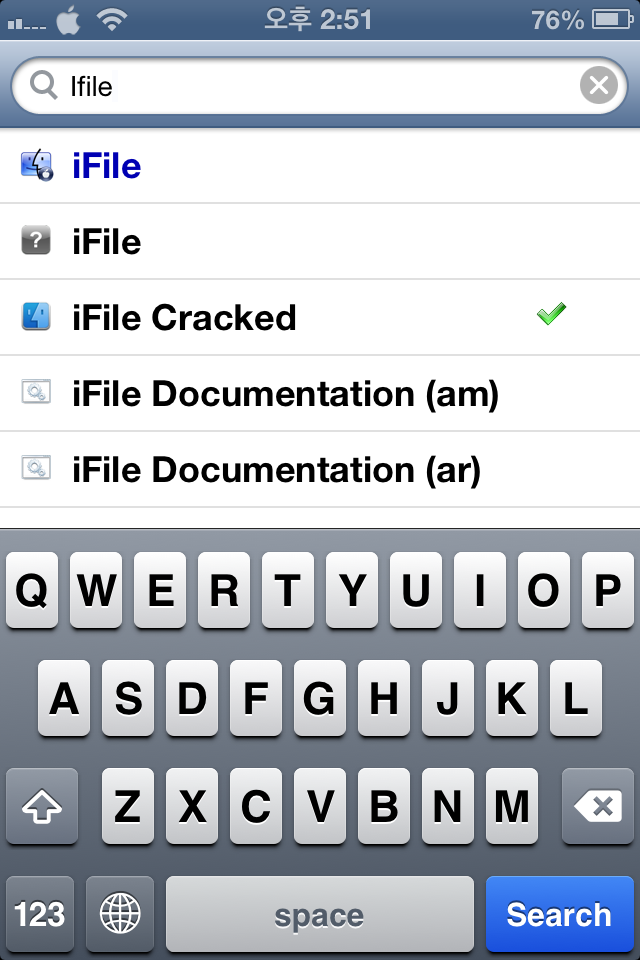 오후 2:51 76%
Ifile
iFile
? iFile
iFile Cracked
iFile Documentation (am)
iFile Documentation (ar)
Q W E R T Y U I O P
A S D F G H J K L
Z X C V B N M
123 space Search